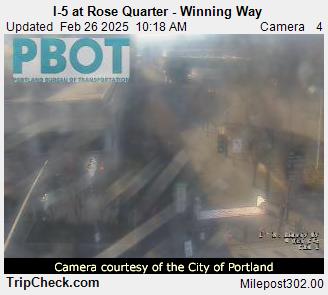 I-5 at Rose Quarter - Winning Way
Updated Feb 26 2025 10:18 AM Camera 4
PBOT
PORTLAND BUREAU OF TRANSPORTATION
Camera courtesy of the City of Portland
TripCheck.com Milepost302.00